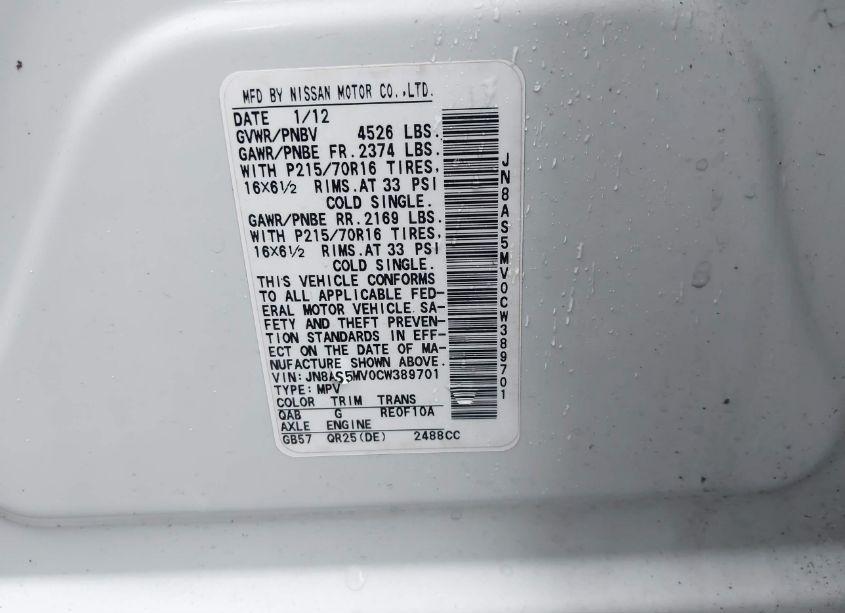 MFD BY NISSAN MOTOR CO.,LTD.
DATE 1/12
GVWR/PNBV 4526 LBS.
GAWR/PNBE FR.2374 LBS.
WITH P215/70R16 TIRES,
16X6½ RIMS.AT 33 PSI
COLD SINGLE.
GAWR/PNBE RR.2169 LBS.
WITH P215/70R16 TIRES,
16X6½ RIMS.AT 33 PSI
COLD SINGLE.
THIS VEHICLE CONFORMS
TO ALL APPLICABLE FED-
ERAL MOTOR VEHICLE SA-
FETY AND THEFT PREVEN-
TION STANDARDS IN EFF-
ECT ON THE DATE OF MA-
NUFACTURE SHOWN ABOVE.
VIN:JN8AS5MV0CW389701
TYPE:MPV
COLOR TRIM TRANS
QAB G RE0F10A
AXLE ENGINE
GB57 QR25(DE) 2488CC
JN8AS5MV0CW389701